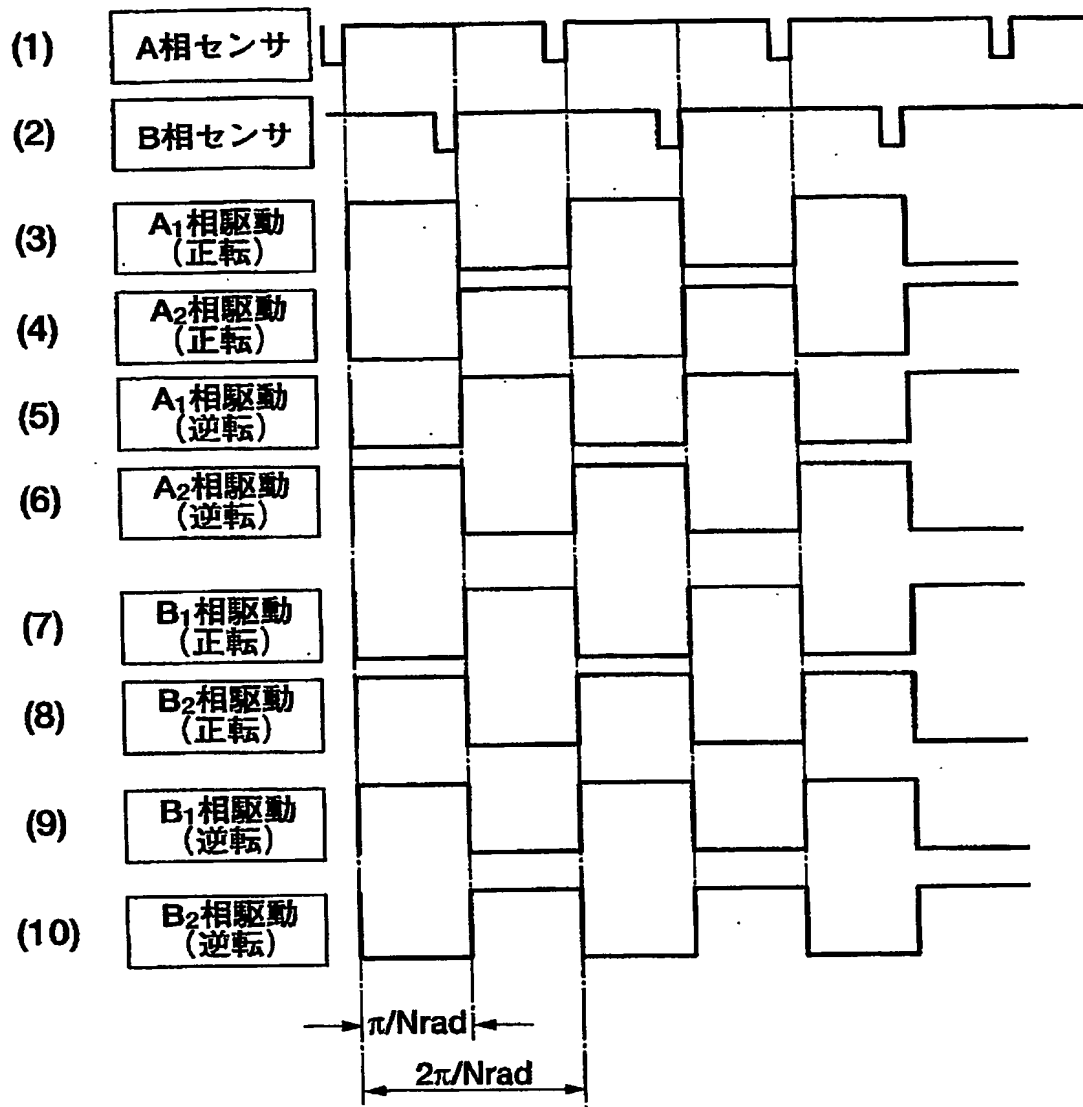 (1) A相センサ
(2) B相センサ
(3) A₁相駆動
(正転)
(4) A₂相駆動
(正転)
(5) A₁相駆動
(逆転)
(6) A₂相駆動
(逆転)
(7) B₁相駆動
(正転)
(8) B₂相駆動
(正転)
(9) B₁相駆動
(逆転)
(10) B₂相駆動
(逆転)
π/Nrad
2π/Nrad